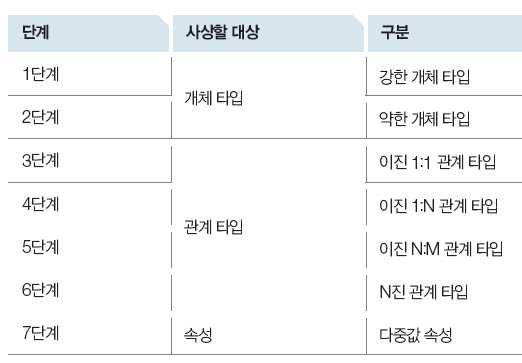 단계 사상할 대상 구분
1단계 강한 개체 타입
개체 타입
2단계 약한 개체 타입
3단계 이진 1:1 관계 타입
4단계 이진 1:N 관계 타입
관계 타입
5단계 이진 N:M 관계 타입
6단계 N진 관계 타입
7단계 속성 다중값 속성